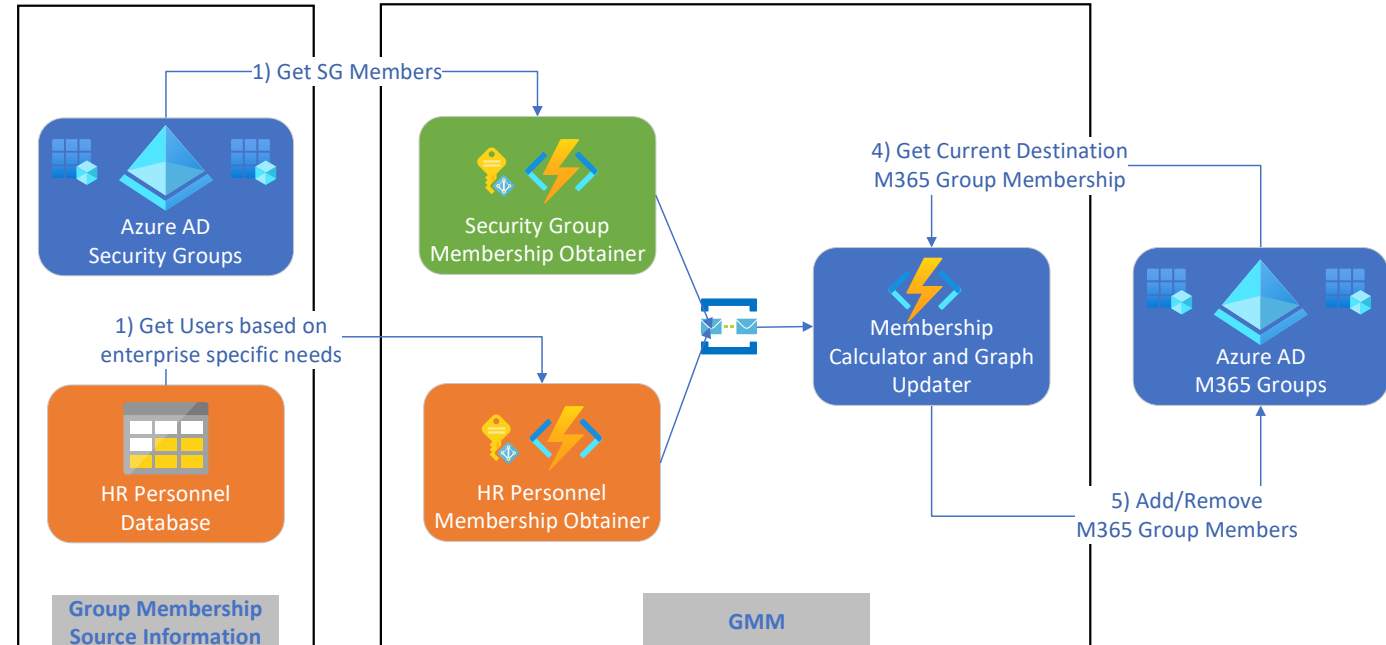 1) Get SG Members
Azure AD
Security Groups
Security Group
Membership Obtainer
4) Get Current Destination
M365 Group Membership
1) Get Users based on
enterprise specific needs
Membership
Calculator and Graph
Updater
Azure AD
M365 Groups
HR Personnel
Database
HR Personnel
Membership Obtainer
5) Add/Remove
M365 Group Members
Group Membership
Source Information
GMM